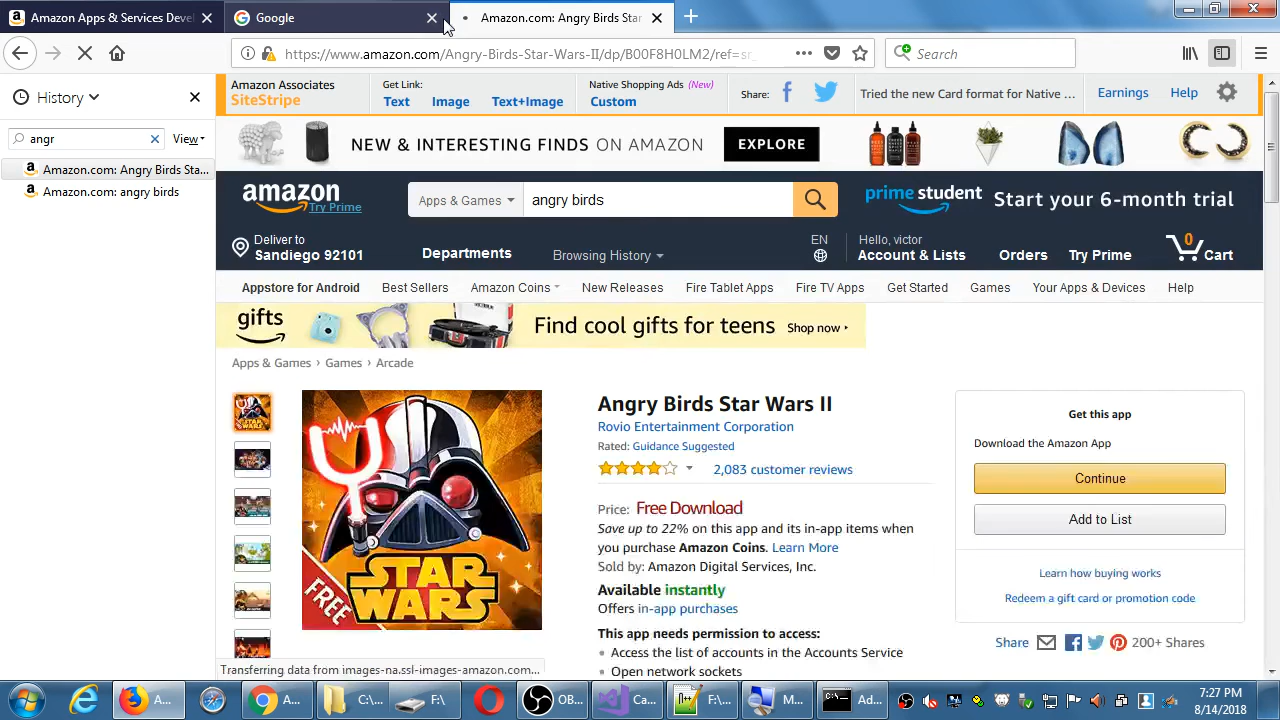 Amazon Apps & Services Devel
Google
Amazon.com: Angry Birds Star
https://www.amazon.com/Angry-Birds-Star-Wars-II/dp/B00F8H0LM2/ref=sr
Search
History
angr
View
Amazon.com: Angry Birds Sta...
Amazon.com: angry birds
Amazon Associates
SiteStripe
Get Link:
Text
Image
Text+Image
Native Shopping Ads (New)
Custom
Share:
Tried the new Card format for Native ...
Earnings
Help
NEW & INTERESTING FINDS ON AMAZON
EXPLORE
amazon
Try Prime
Apps & Games
angry birds
prime student
Start your 6-month trial
Deliver to
Sandiego 92101
Departments
Browsing History
EN
Hello, victor
Account & Lists
Orders
Try Prime
0
Cart
Appstore for Android
Best Sellers
Amazon Coins
New Releases
Fire Tablet Apps
Fire TV Apps
Get Started
Games
Your Apps & Devices
Help
gifts
Find cool gifts for teens
Shop now
Apps & Games › Games › Arcade
STAR
WARS
FREE
Angry Birds Star Wars II
Rovio Entertainment Corporation
Rated: Guidance Suggested
2,083 customer reviews
Price: Free Download
Save up to 22% on this app and its in-app items when
you purchase Amazon Coins. Learn More
Sold by: Amazon Digital Services, Inc.
Available instantly
Offers in-app purchases
This app needs permission to access:
Access the list of accounts in the Accounts Service
Open network sockets
Get this app
Download the Amazon App
Continue
Add to List
Learn how buying works
Redeem a gift card or promotion code
Share
200+ Shares
Transferring data from images-na.ssl-images-amazon.com...
A...
A...
C:\...
F:\
OB...
Ca...
F:\...
M...
Ad...
7:27 PM
8/14/2018